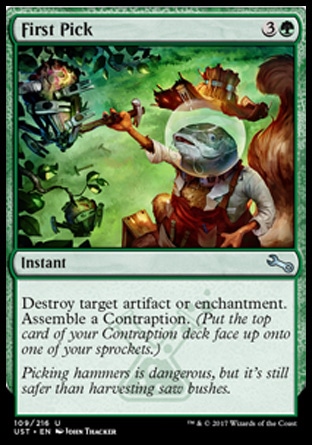 First Pick 3
Instant
Destroy target artifact or enchantment.
Assemble a Contraption. (Put the top
card of your Contraption deck face up onto
one of your sprockets.)
Picking hammers is dangerous, but it's still
safer than harvesting saw bushes.
109/216 U
UST • EN John Thacker
™ & © 2017 Wizards of the Coast